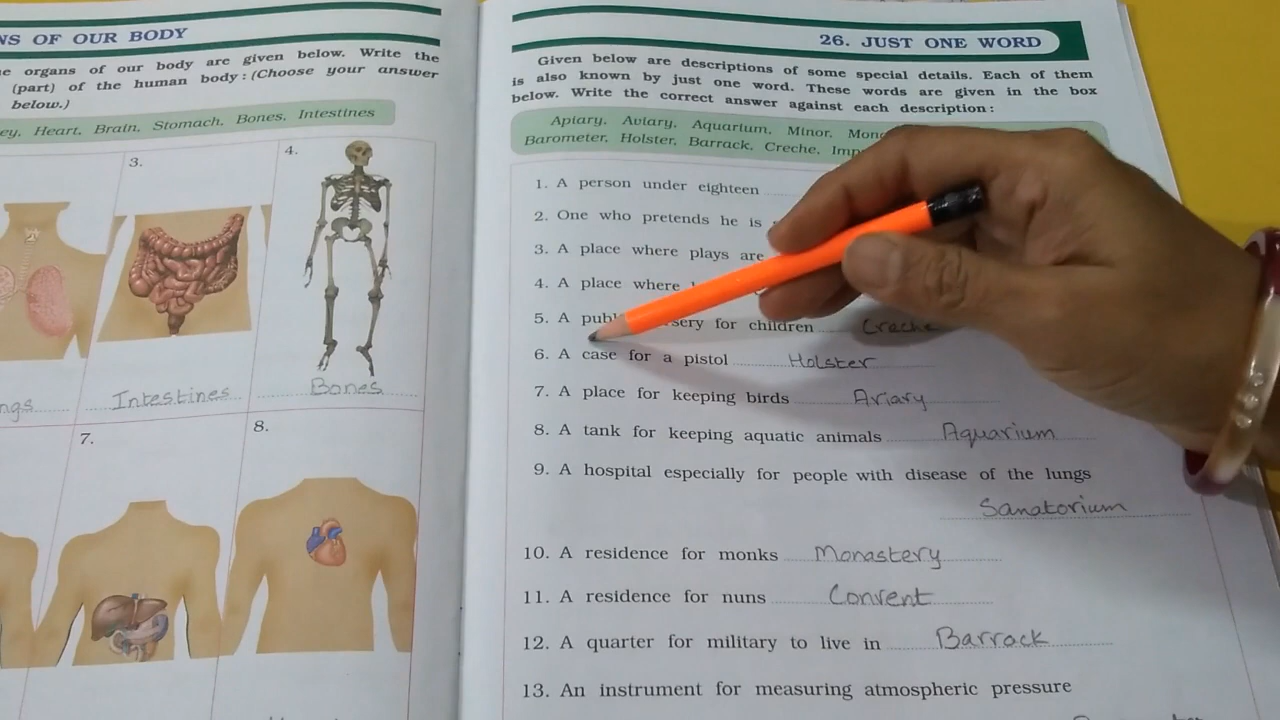 NS OF OUR BODY
organs of our body are given below. Write the
(part) of the human body : (Choose your answer
below.)
Heart, Brain, Stomach, Bones, Intestines
3.
4.
Intestines
Bones
7.
8.
26. JUST ONE WORD
Given below are descriptions of some special details. Each of them
is also known by just one word. These words are given in the box
below. Write the correct answer against each description :
Apiary, Aviary, Aquarium, Minor,
Barometer, Holster, Barrack, Creche,
1. A person under eighteen
2. One who pretends he is
3. A place where plays are
4. A place where
5. A for children Creche
6. A case for a pistol Holster
7. A place for keeping birds Aviary
8. A tank for keeping aquatic animals Aquarium
9. A hospital especially for people with disease of the lungs
Sanatorium
10. A residence for monks Monastery
11. A residence for nuns Convent
12. A quarter for military to live in Barrack
13. An instrument for measuring atmospheric pressure